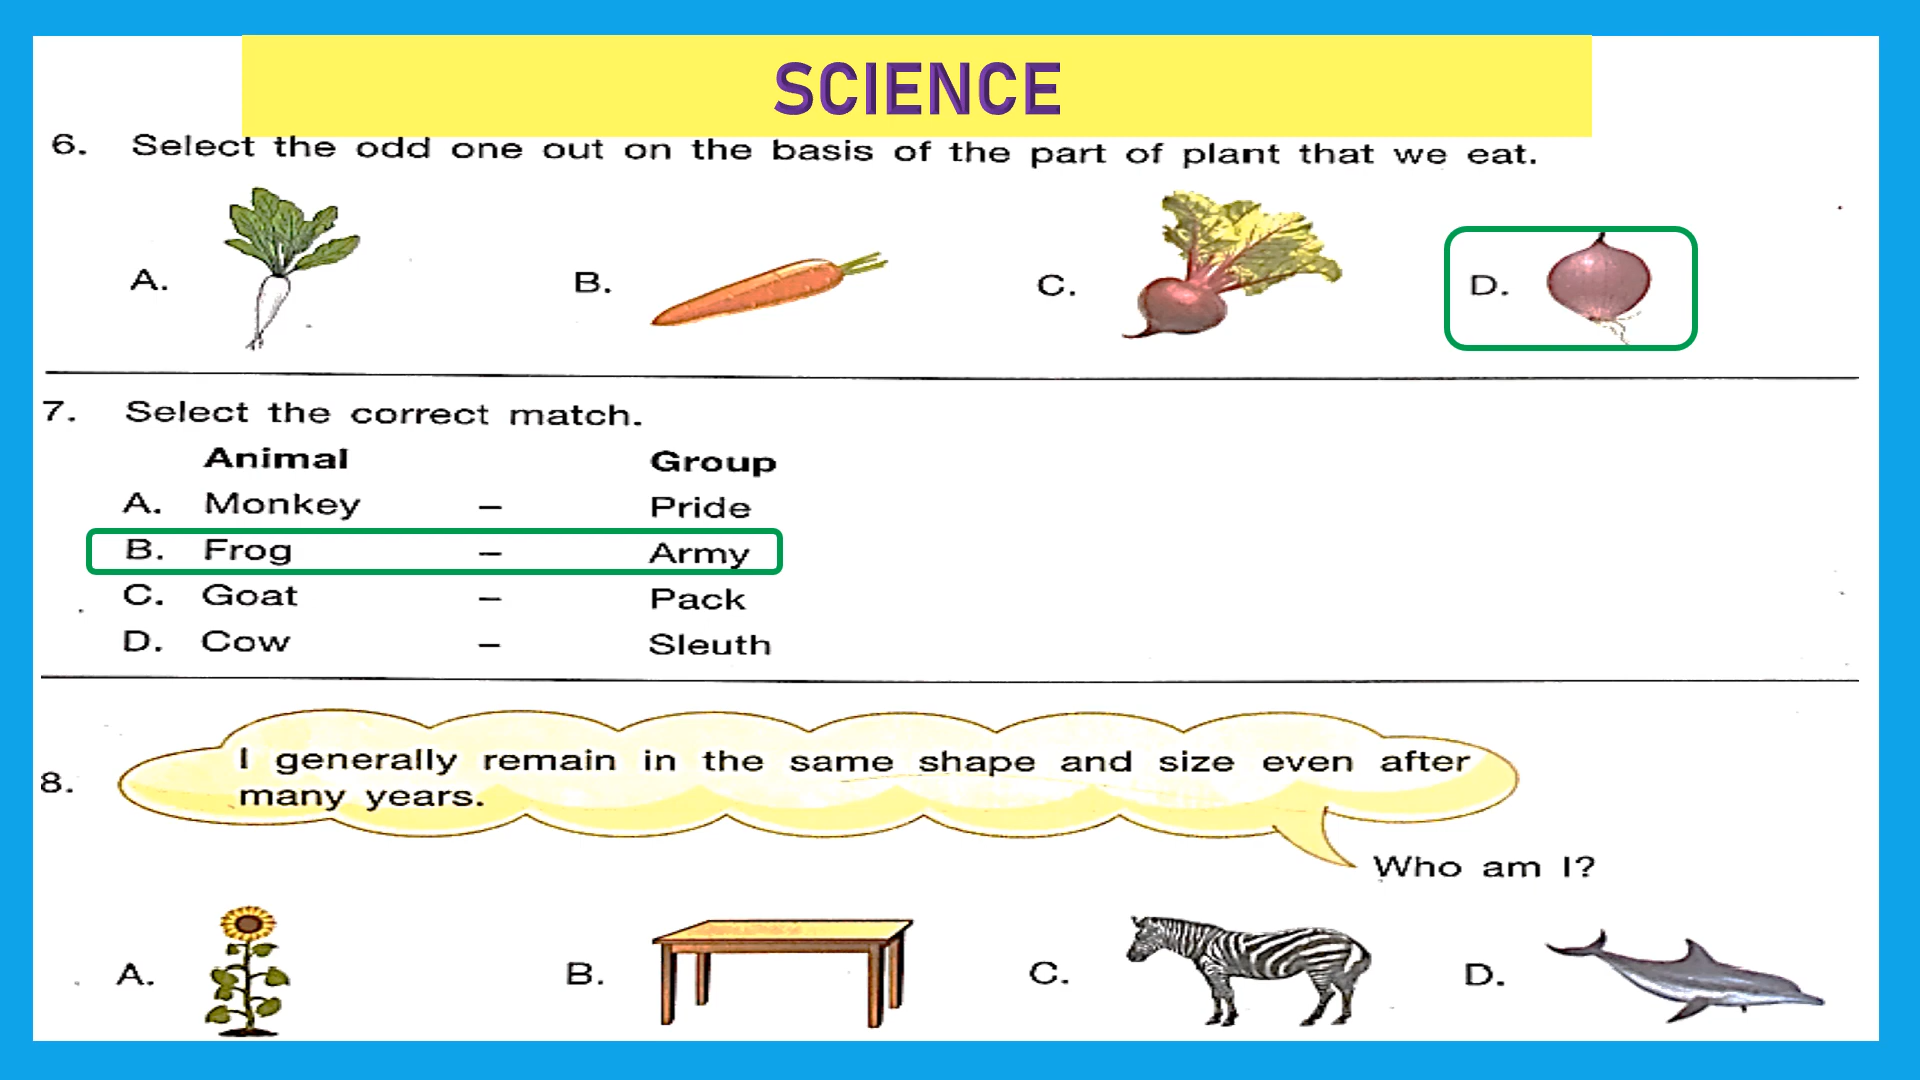 SCIENCE
6. Select the odd one out on the basis of the part of plant that we eat.
A. B. C. D.
7. Select the correct match.
Animal Group
A. Monkey – Pride
B. Frog – Army
C. Goat – Pack
D. Cow – Sleuth
8. I generally remain in the same shape and size even after
many years.
Who am I?
A. B. C. D.